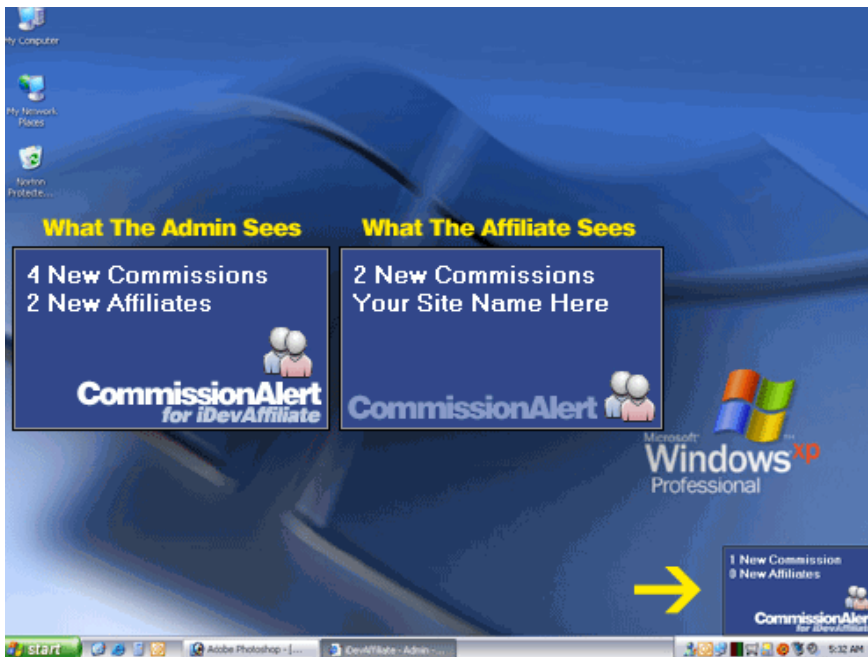 My Computer
My Network
Places
Norton
Protecte...
What The Admin Sees
What The Affiliate Sees
4 New Commissions
2 New Affiliates
CommissionAlert
for iDevAffiliate
2 New Commissions
Your Site Name Here
CommissionAlert
Microsoft
Windows xp
Professional
1 New Commission
0 New Affiliates
CommissionAler
for iDevAffiliate
start
Adobe Photoshop - [...
iDevAffiliate - Admin -...
5:32 AM